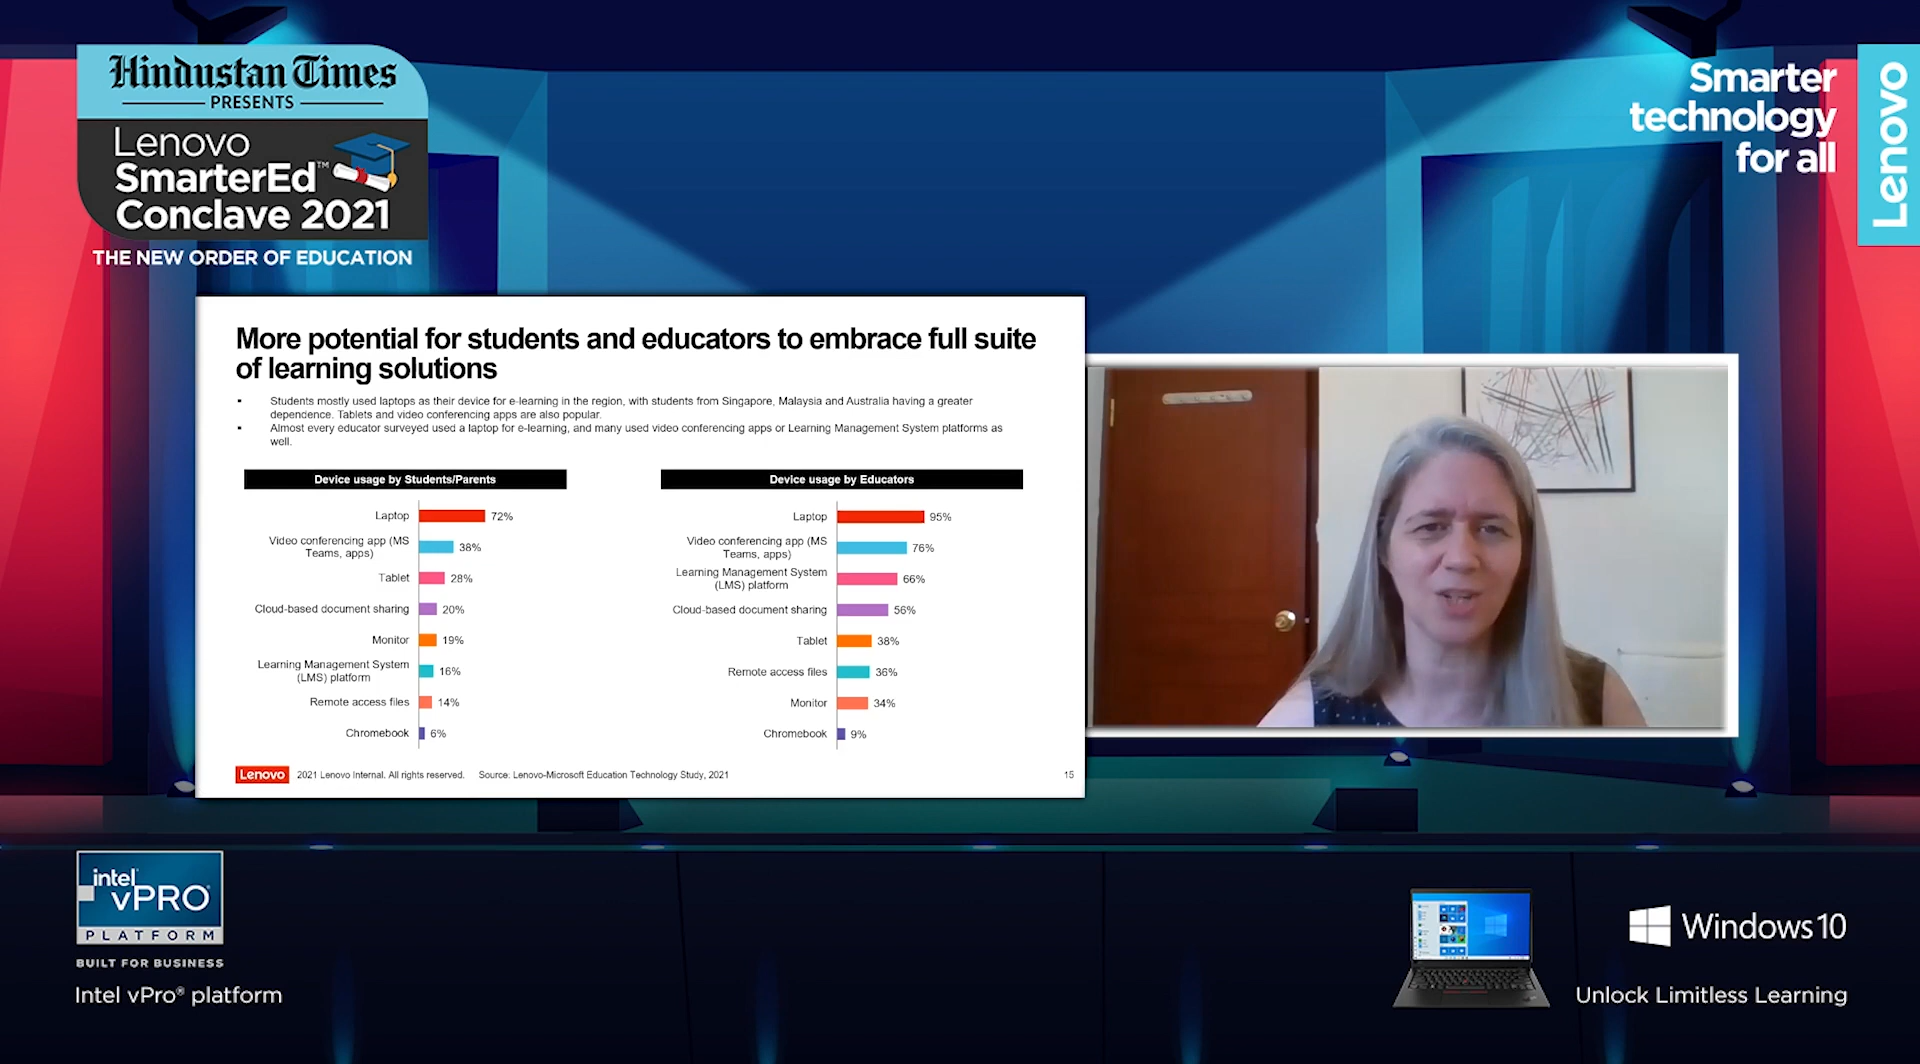 Hindustan Times
PRESENTS
Lenovo
SmarterEd™
Conclave 2021
THE NEW ORDER OF EDUCATION
Smarter
technology
for all
Lenovo
More potential for students and educators to embrace full suite
of learning solutions
▪ Students mostly used laptops as their device for e-learning in the region, with students from Singapore, Malaysia and Australia having a greater
dependence. Tablets and video conferencing apps are also popular.
▪ Almost every educator surveyed used a laptop for e-learning, and many used video conferencing apps or Learning Management System platforms as
well.
Device usage by Students/Parents
Laptop 72%
Video conferencing app (MS
Teams, apps) 38%
Tablet 28%
Cloud-based document sharing 20%
Monitor 19%
Learning Management System
(LMS) platform 16%
Remote access files 14%
Chromebook 6%
Device usage by Educators
Laptop 95%
Video conferencing app (MS
Teams, apps) 76%
Learning Management System
(LMS) platform 66%
Cloud-based document sharing 56%
Tablet 38%
Remote access files 36%
Monitor 34%
Chromebook 9%
Lenovo 2021 Lenovo Internal. All rights reserved. Source: Lenovo-Microsoft Education Technology Study, 2021 15
intel
vPRO
PLATFORM
BUILT FOR BUSINESS
Intel vPro® platform
Windows 10
Unlock Limitless Learning